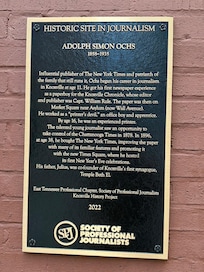 HISTORIC SITE IN JOURNALISM
ADOLPH SIMON OCHS
1858–1935
Influential publisher of The New York Times and patriarch of
the family that still runs it, Ochs began his career in journalism
in Knoxville at age 11. He got his first newspaper experience
as a paperboy for the Knoxville Chronicle, whose editor
and publisher was Capt. William Rule. The paper was then on
Market Square near Asylum (now Wall Avenue).
He worked as a "printer's devil," an office boy and apprentice.
By age 16, he was an experienced printer.
The talented young journalist saw an opportunity to
take control of the Chattanooga Times in 1878. In 1896,
at age 38, he bought The New York Times, improving the paper
with many of its familiar features and promoting it
with the new Times Square, where he hosted
its first New Year's Eve celebrations.
His father, Julius, was co-founder of Knoxville's first synagogue,
Temple Beth El.
East Tennessee Professional Chapter, Society of Professional Journalists
Knoxville History Project
2022
SPJ
SOCIETY OF
PROFESSIONAL
JOURNALISTS